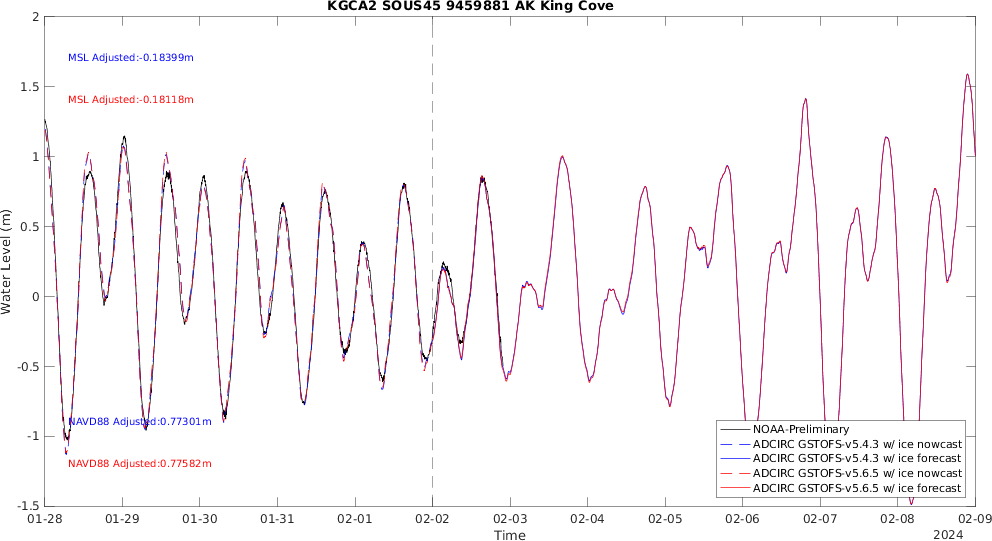 KGCA2 SOUS45 9459881 AK King Cove
2
1.5
1
0.5
0
-0.5
-1
-1.5
Water Level (m)
MSL Adjusted:-0.18399m
MSL Adjusted:-0.18118m
NAVD88 Adjusted:0.77301m
NAVD88 Adjusted:0.77582m
NOAA-Preliminary
ADCIRC GSTOFS-v5.4.3 w/ ice nowcast
ADCIRC GSTOFS-v5.4.3 w/ ice forecast
ADCIRC GSTOFS-v5.6.5 w/ ice nowcast
ADCIRC GSTOFS-v5.6.5 w/ ice forecast
01-28 01-29 01-30 01-31 02-01 02-02 02-03 02-04 02-05 02-06 02-07 02-08 02-09
Time
2024